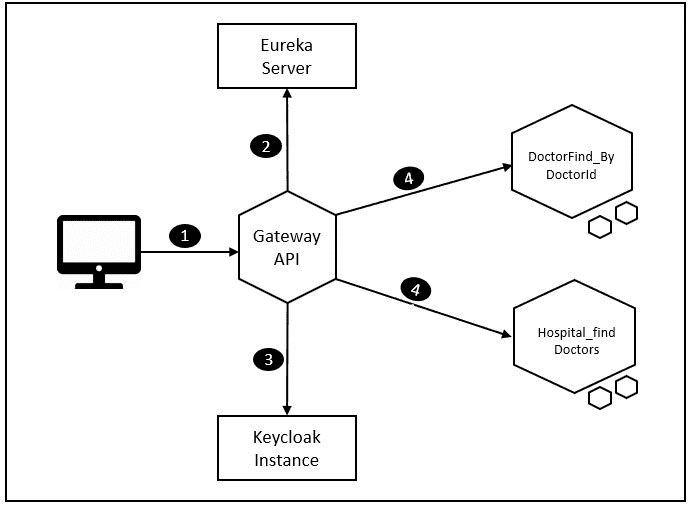 Eureka
Server
2
4
DoctorFind_By
DoctorId
1
Gateway
API
4
Hospital_find
Doctors
3
Keycloak
Instance